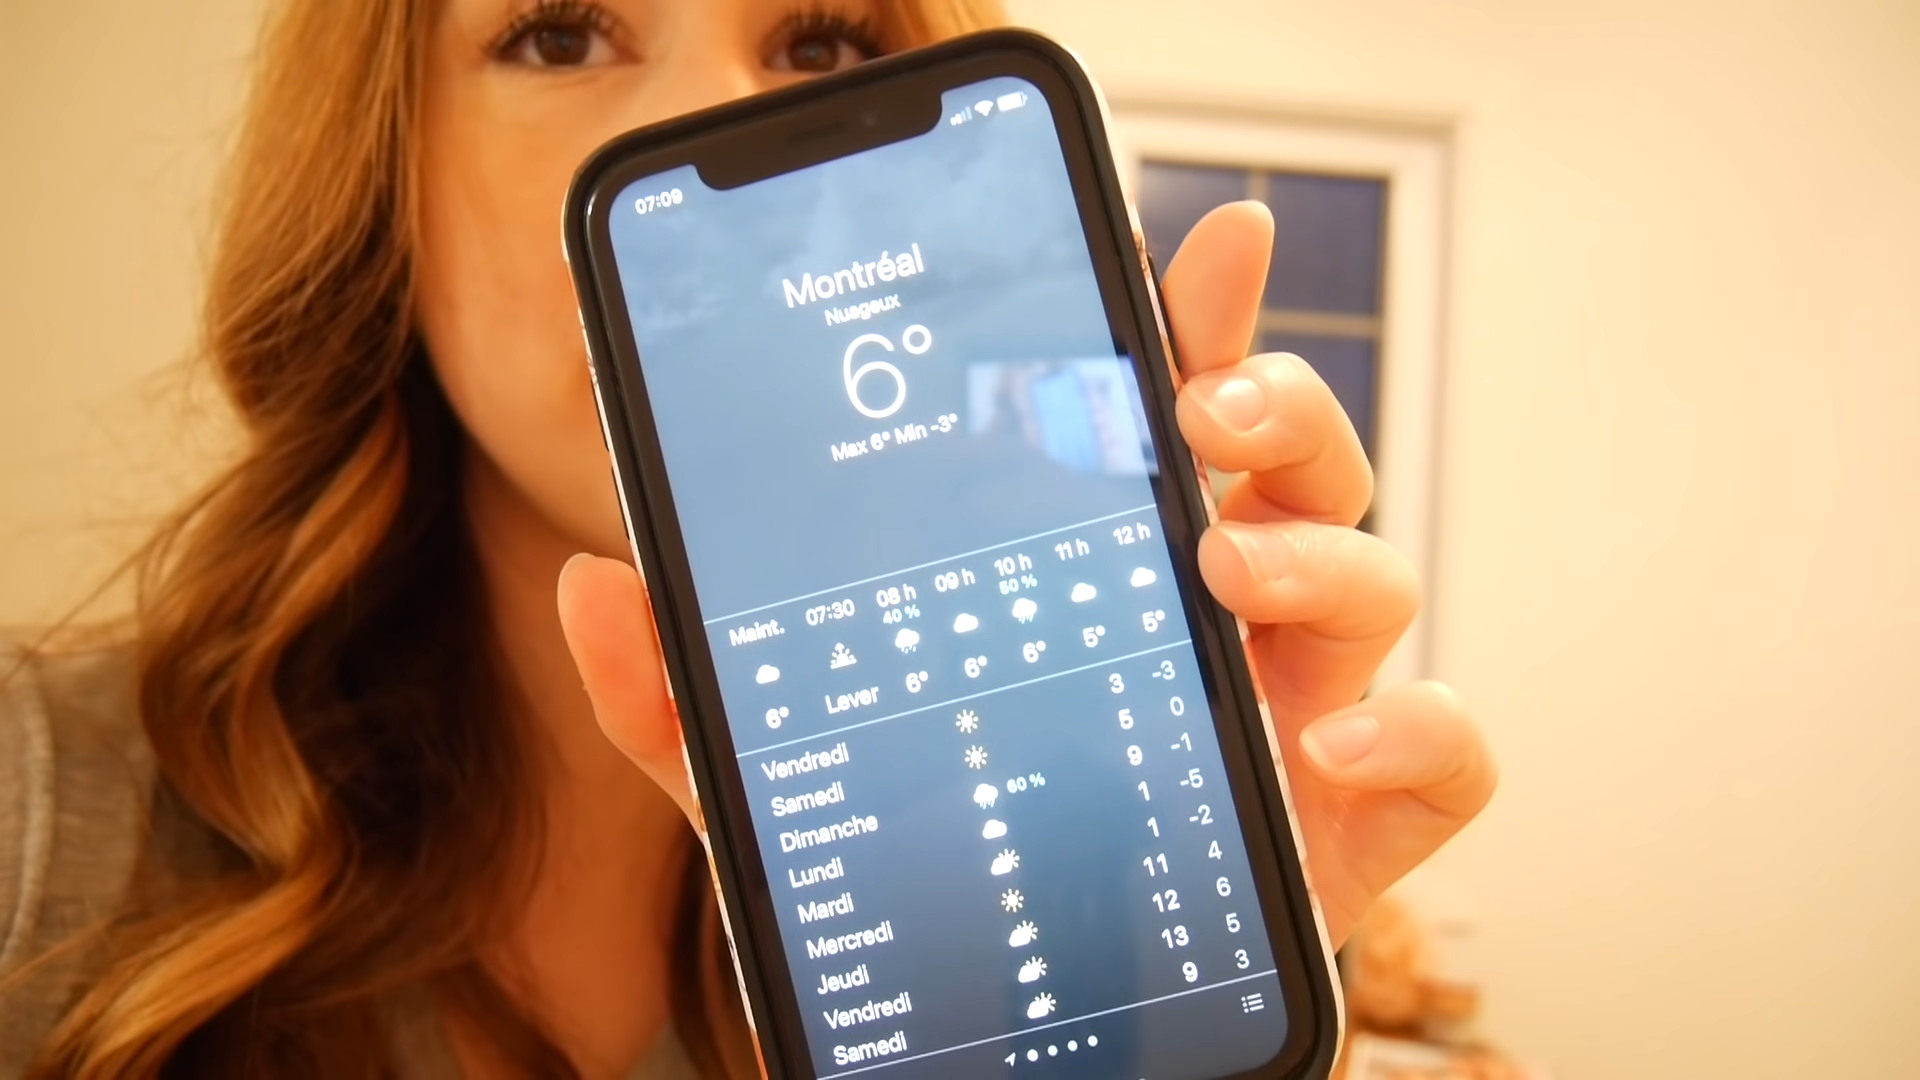 07:09
Montréal
Nuageux
6°
Max 6° Min -3°
Maint. 07:30 08 h 09 h 10 h 11 h 12 h
40 % 50 %
6° Lever 6° 6° 6° 5° 5°
Vendredi 3 -3
Samedi 5 0
Dimanche 60 % 9 -1
Lundi 1 -5
Mardi 1 -2
Mercredi 11 4
Jeudi 12 6
Vendredi 13 5
Samedi 9 3